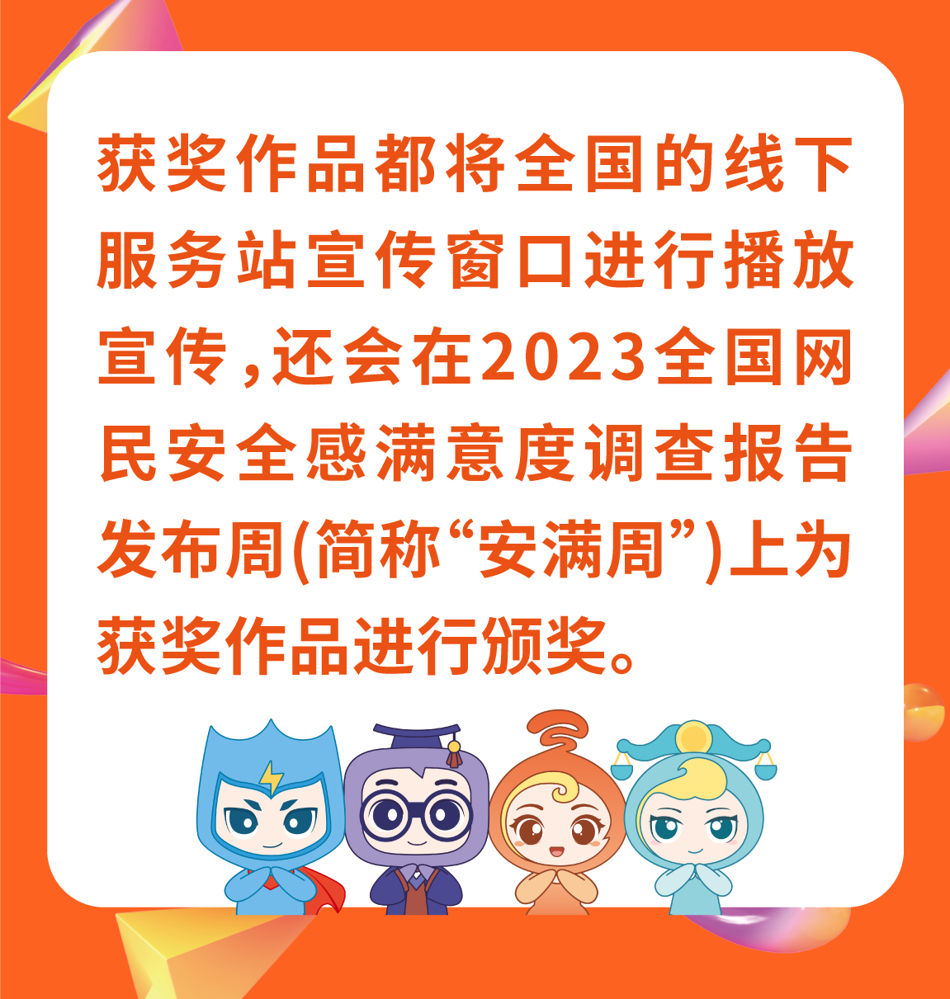 获奖作品都将全国的线下
服务站宣传窗口进行播放
宣传，还会在2023全国网
民安全感满意度调查报告
发布周(简称“安满周”)上为
获奖作品进行颁奖。